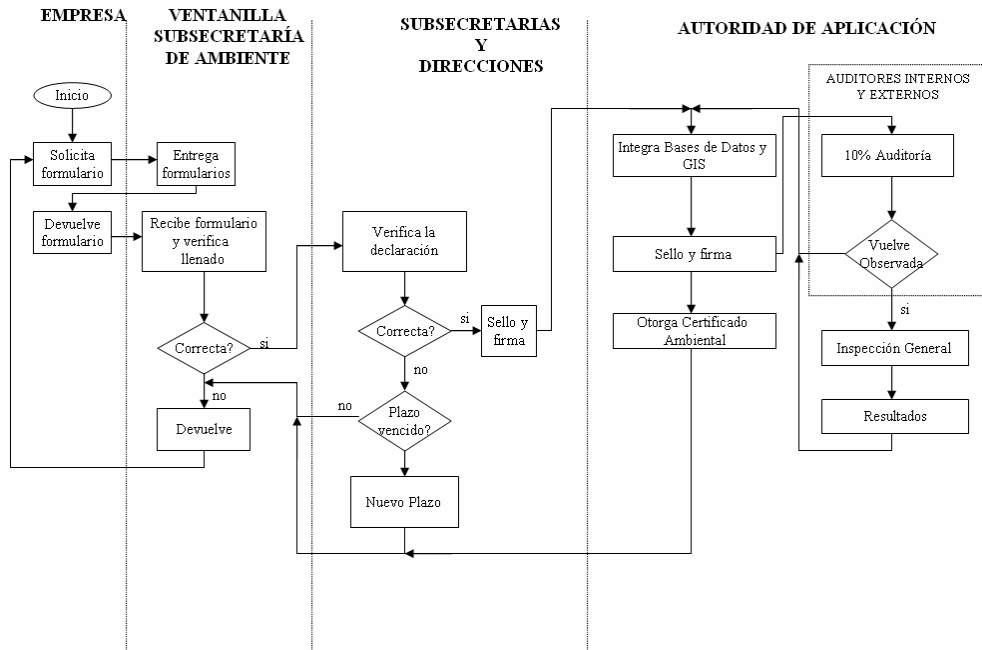 EMPRESA
VENTANILLA
SUBSECRETARÍA
DE AMBIENTE
SUBSECRETARIAS
Y
DIRECCIONES
AUTORIDAD DE APLICACIÓN
AUDITORES INTERNOS
Y EXTERNOS
Inicio
Solicita
formulario
Entrega
formularios
Devuelve
formulario
Recibe formulario
y verifica
llenado
Correcta?
si
no
Devuelve
Verifica la
declaración
Correcta?
si
Sello y
firma
no
Plazo
vencido?
no
Nuevo Plazo
Integra Bases de Datos y
GIS
Sello y firma
Otorga Certificado
Ambiental
10% Auditoría
Vuelve
Observada
si
Inspección General
Resultados